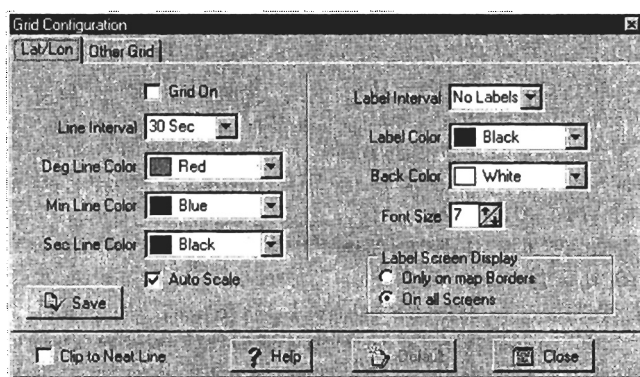 Grid Configuration
Lat/Lon
Other Grid
Grid On
Line Interval 30 Sec
Deg Line Color Red
Min Line Color Blue
Sec Line Color Black
Auto Scale
Save
Label Interval No Labels
Label Color Black
Back Color White
Font Size 7
Label Screen Display
Only on map Borders
On all Screens
Clip to Neat Line
? Help
Default
Close